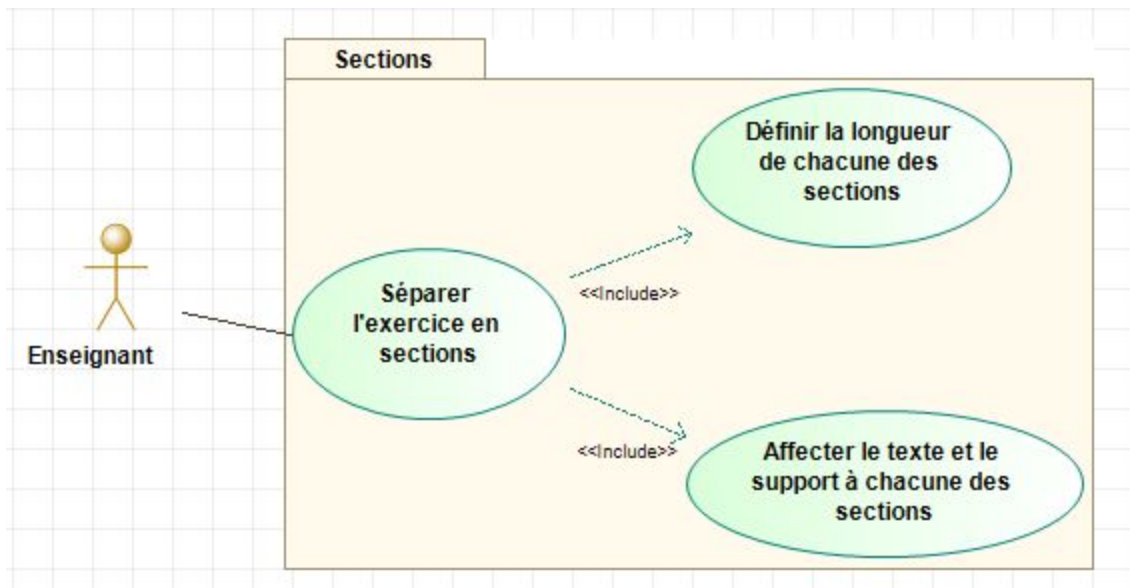 Sections
Définir la longueur
de chacune des
sections
<<Include>>
Séparer
l'exercice en
sections
Enseignant
<<Include>>
Affecter le texte et le
support à chacune des
sections